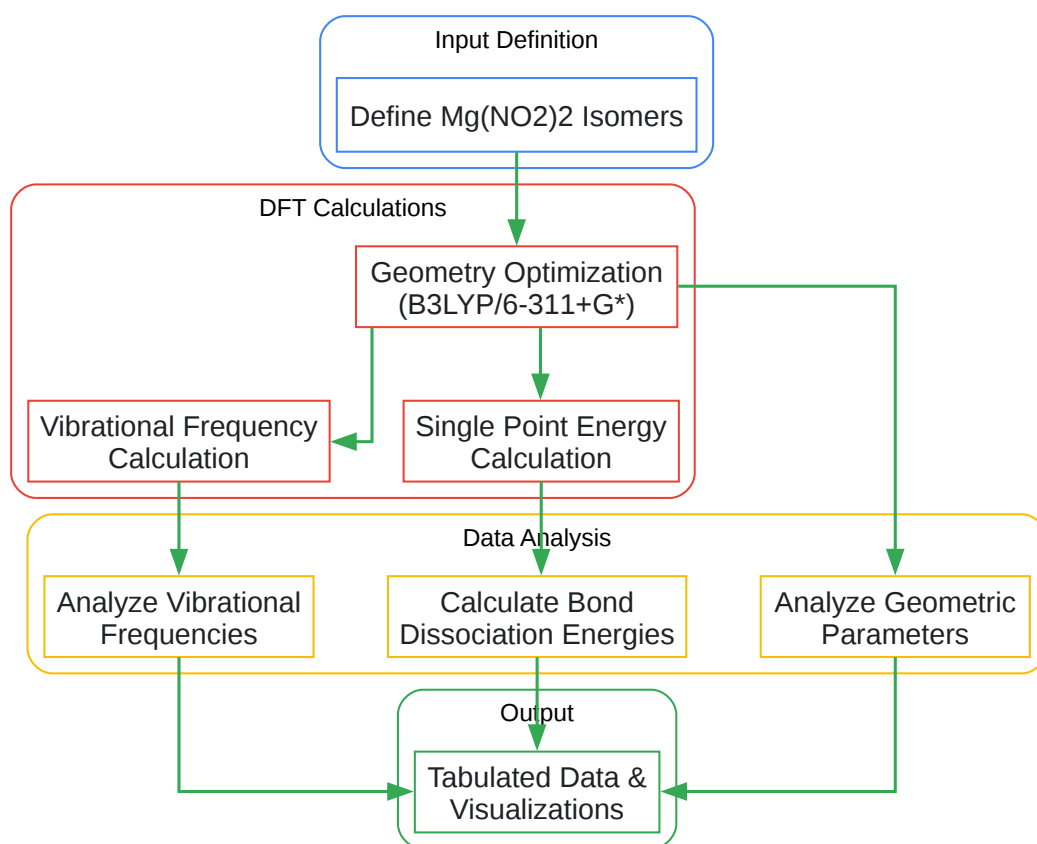 Input Definition
Define Mg(NO2)2 Isomers
DFT Calculations
Geometry Optimization
(B3LYP/6-311+G*)
Vibrational Frequency
Calculation
Single Point Energy
Calculation
Data Analysis
Analyze Vibrational
Frequencies
Calculate Bond
Dissociation Energies
Analyze Geometric
Parameters
Output
Tabulated Data &
Visualizations